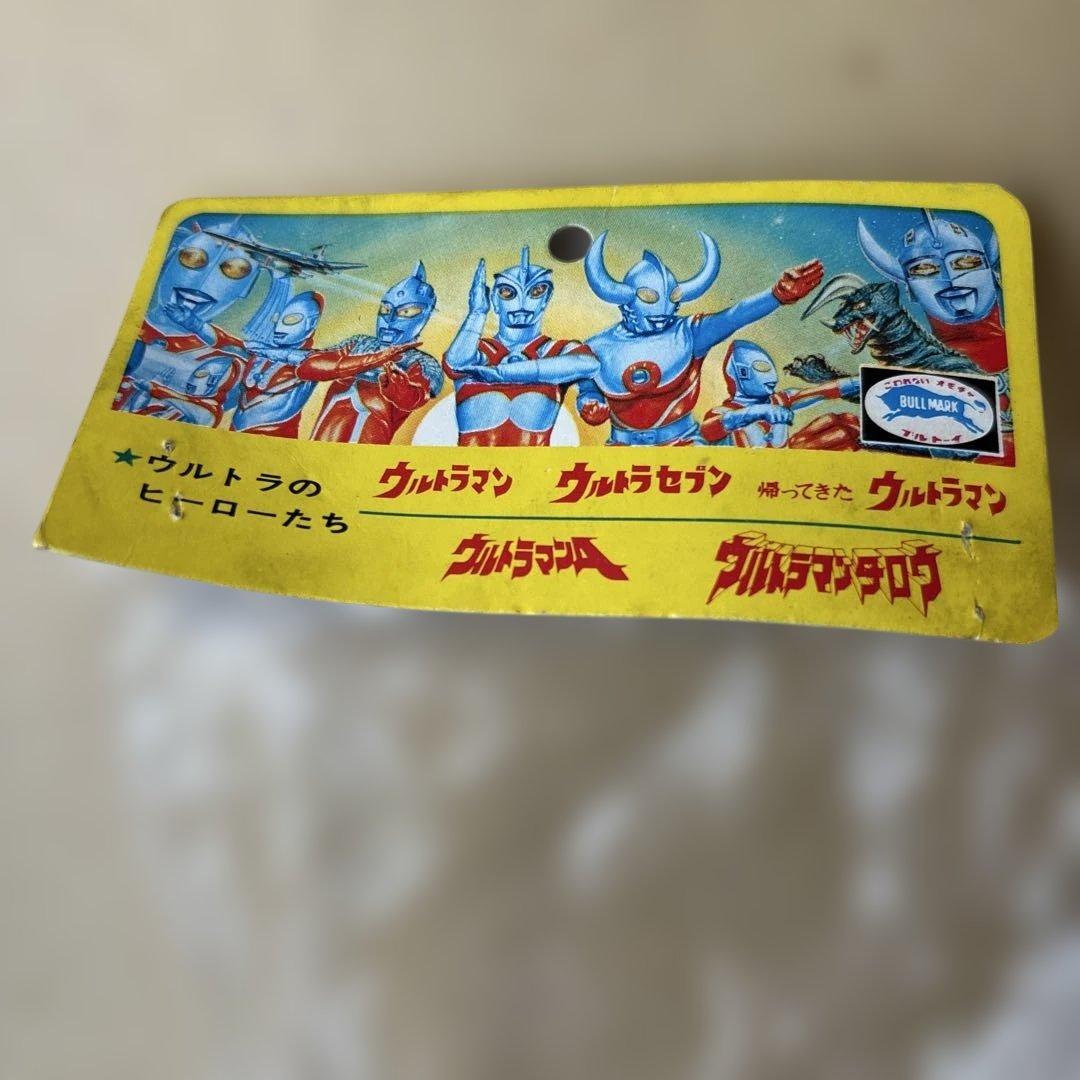 こわれない オモチャ
BULLMARK
ブルトーイ
★ウルトラの
ヒーローたち
ウルトラマン ウルトラセブン 帰ってきた ウルトラマン
ウルトラマンA ウルトラマンタロウ